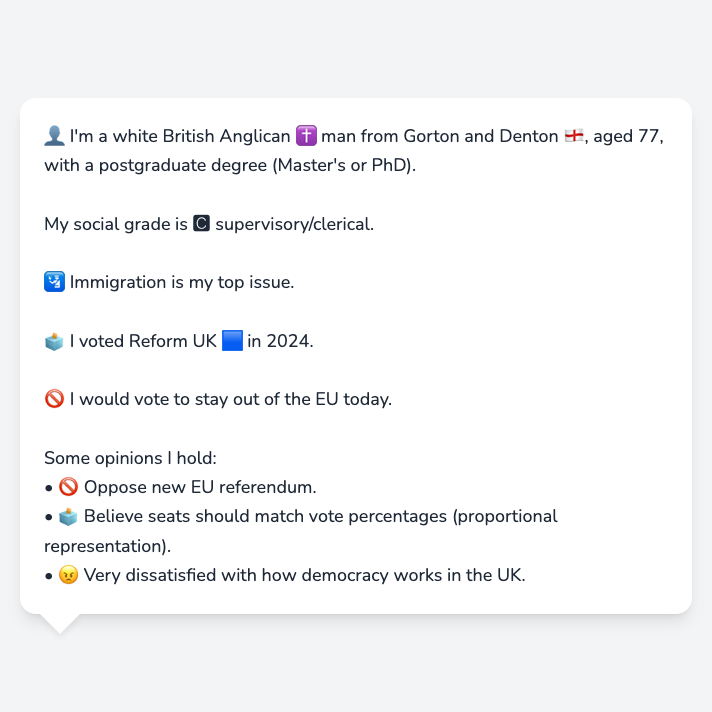 👤 I'm a white British Anglican ✝️ man from Gorton and Denton 🏴󠁧󠁢󠁥󠁮󠁧󠁿, aged 77,
with a postgraduate degree (Master's or PhD).
My social grade is 🅲 supervisory/clerical.
🛂 Immigration is my top issue.
🗳️ I voted Reform UK 🟦 in 2024.
🚫 I would vote to stay out of the EU today.
Some opinions I hold:
• 🚫 Oppose new EU referendum.
• 🗳️ Believe seats should match vote percentages (proportional
representation).
• 😠 Very dissatisfied with how democracy works in the UK.